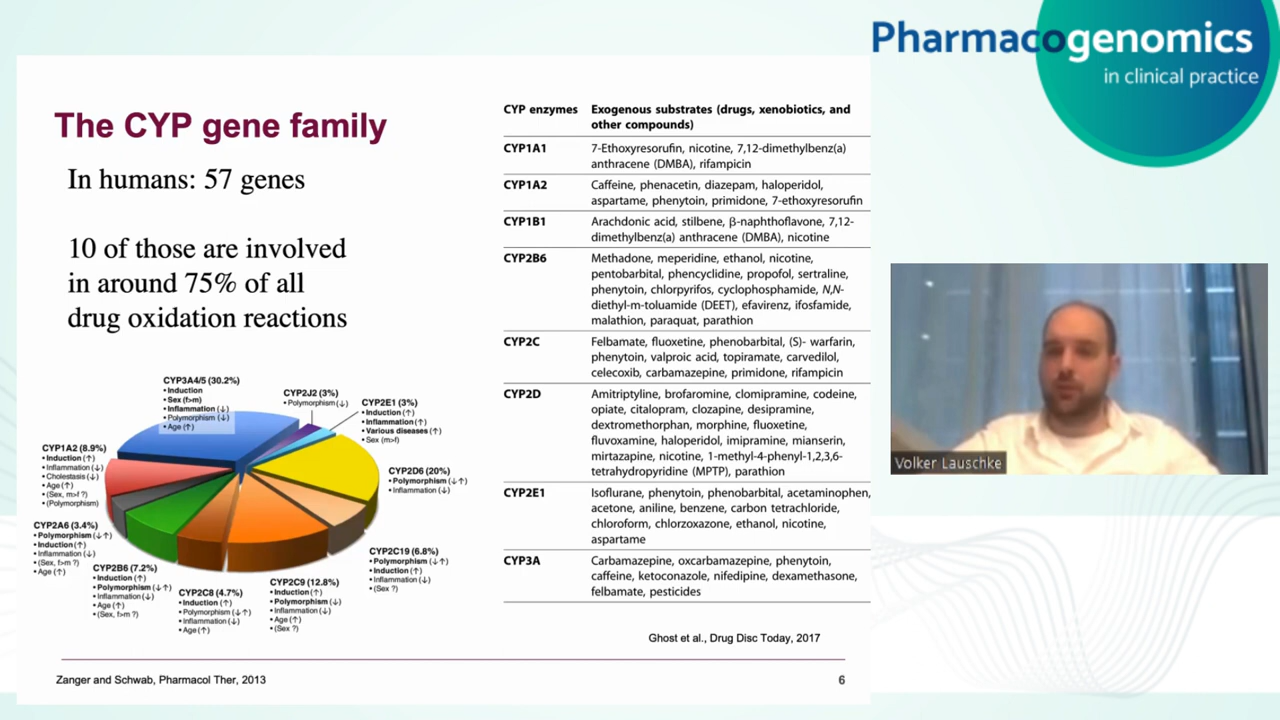 Pharmacogenomics
in clinical practice
The CYP gene family
In humans: 57 genes
10 of those are involved
in around 75% of all
drug oxidation reactions
CYP3A4/5 (30.2%)
• Induction
• Sex (f>m)
• Inflammation (↓)
• Polymorphism (↓)
• Age (↑)
CYP2J2 (3%)
• Polymorphism (↓)
CYP2E1 (3%)
• Induction (↑)
• Inflammation (↓)
• Various diseases (↑)
• Sex (m>f)
CYP2D6 (20%)
• Polymorphism (↓↑)
• Inflammation (↓)
CYP2C19 (6.8%)
• Polymorphism (↓↑)
• Induction (↑)
• Inflammation (↓)
• (Sex ?)
CYP2C9 (12.8%)
• Induction (↑)
• Polymorphism (↓)
• Inflammation (↓)
• Age (↑)
• (Sex ?)
CYP2C8 (4.7%)
• Induction (↑)
• Polymorphism (↓↑)
• Inflammation (↓)
• Age (↑)
CYP2B6 (7.2%)
• Induction (↑)
• Polymorphism (↓↑)
• Inflammation (↓)
• Age (↑)
• (Sex, f>m ?)
CYP2A6 (3.4%)
• Polymorphism (↓↑)
• Induction (↑)
• Inflammation (↓)
• (Sex, f>m ?)
• Age (↑)
CYP1A2 (8.9%)
• Induction (↑)
• Inflammation (↓)
• Cholestasis (↓)
• Age (↑)
• (Sex, m>f ?)
• (Polymorphism)
CYP enzymes Exogenous substrates (drugs, xenobiotics, and
other compounds)
CYP1A1 7-Ethoxyresorufin, nicotine, 7,12-dimethylbenz(a)
anthracene (DMBA), rifampicin
CYP1A2 Caffeine, phenacetin, diazepam, haloperidol,
aspartame, phenytoin, primidone, 7-ethoxyresorufin
CYP1B1 Arachdonic acid, stilbene, β-naphthoflavone, 7,12-
dimethylbenz(a) anthracene (DMBA), nicotine
CYP2B6 Methadone, meperidine, ethanol, nicotine,
pentobarbital, phencyclidine, propofol, sertraline,
phenytoin, chlorpyrifos, cyclophosphamide, N,N-
diethyl-m-toluamide (DEET), efavirenz, ifosfamide,
malathion, paraquat, parathion
CYP2C Felbamate, fluoxetine, phenobarbital, (S)- warfarin,
phenytoin, valproic acid, topiramate, carvedilol,
celecoxib, carbamazepine, primidone, rifampicin
CYP2D Amitriptyline, brofaromine, clomipramine, codeine,
opiate, citalopram, clozapine, desipramine,
dextromethorphan, morphine, fluoxetine,
fluvoxamine, haloperidol, imipramine, mianserin,
mirtazapine, nicotine, 1-methyl-4-phenyl-1,2,3,6-
tetrahydropyridine (MPTP), parathion
CYP2E1 Isoflurane, phenytoin, phenobarbital, acetaminophen,
acetone, aniline, benzene, carbon tetrachloride,
chloroform, chlorzoxazone, ethanol, nicotine,
aspartame
CYP3A Carbamazepine, oxcarbamazepine, phenytoin,
caffeine, ketoconazole, nifedipine, dexamethasone,
felbamate, pesticides
Ghost et al., Drug Disc Today, 2017
Zanger and Schwab, Pharmacol Ther, 2013
6
Volker Lauschke